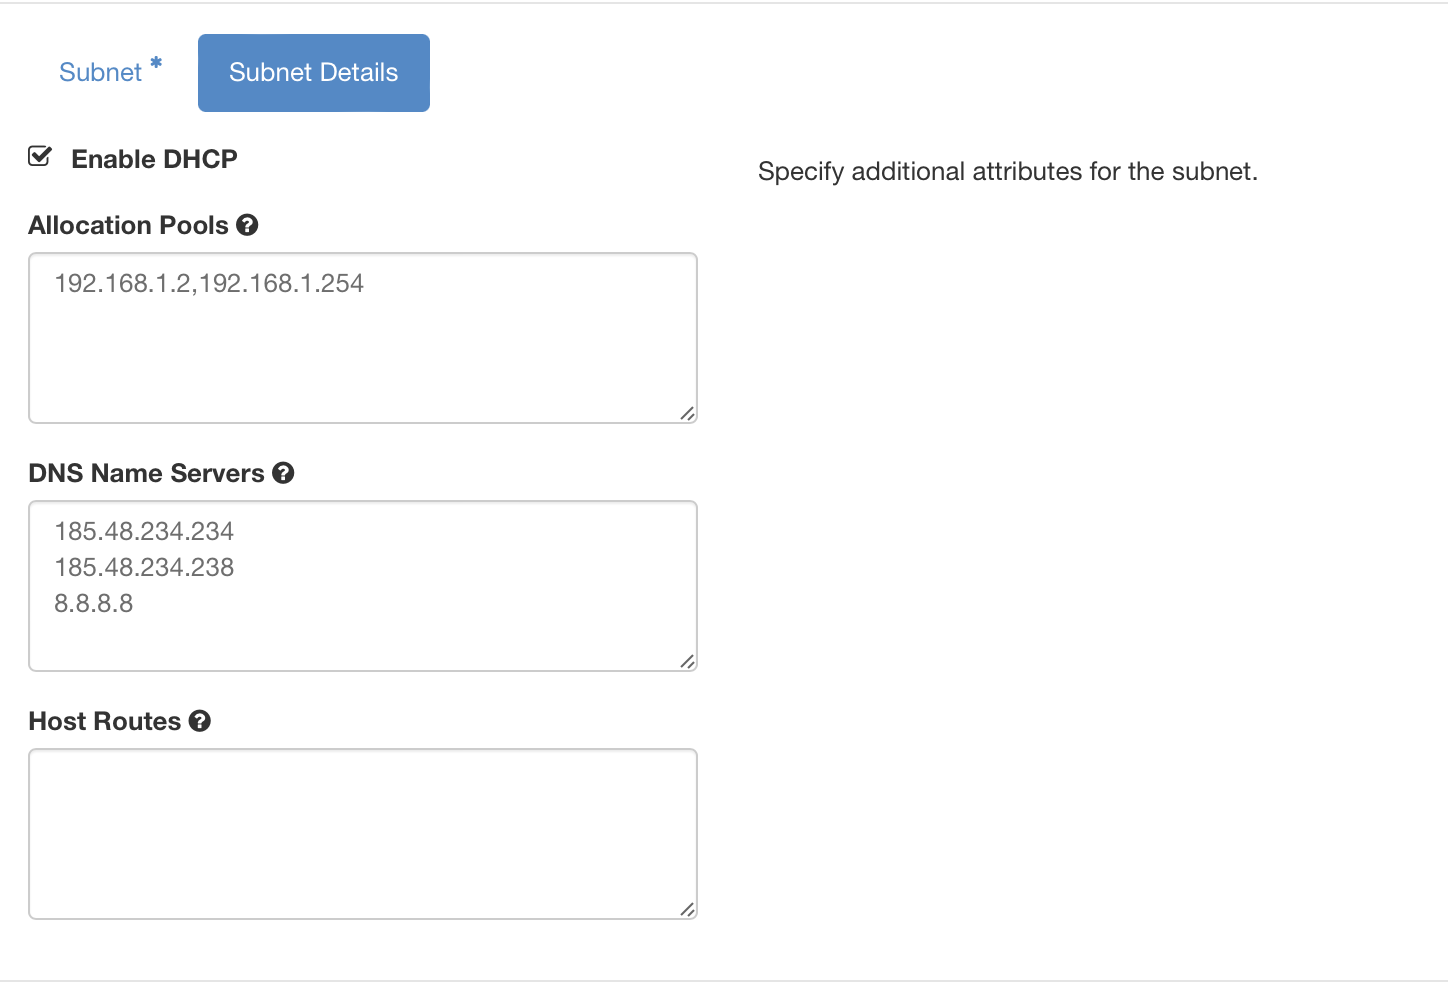 Subnet *
Subnet Details
Enable DHCP
Specify additional attributes for the subnet.
Allocation Pools
192.168.1.2,192.168.1.254
DNS Name Servers
185.48.234.234
185.48.234.238
8.8.8.8
Host Routes